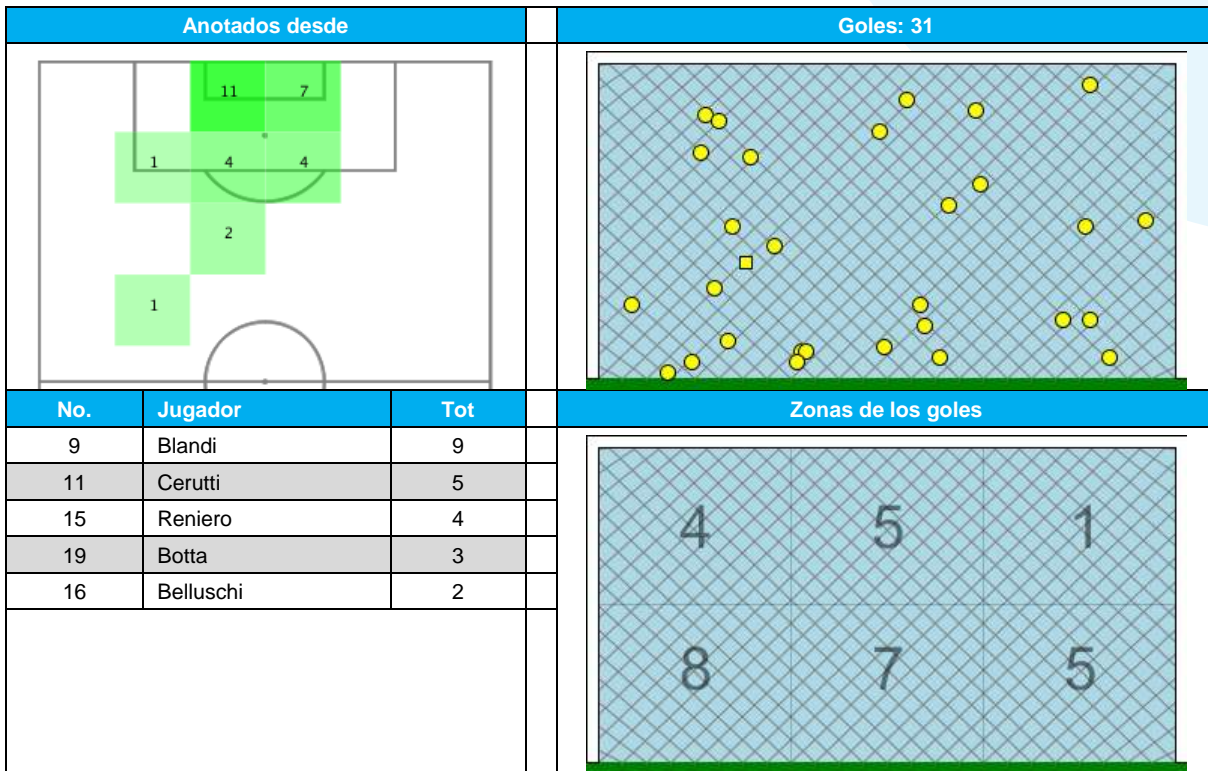 Anotados desde
Goles: 31
11 7
1 4 4
2
1
No. Jugador Tot
9 Blandi 9
11 Cerutti 5
15 Reniero 4
19 Botta 3
16 Belluschi 2
Zonas de los goles
4 5 1
8 7 5